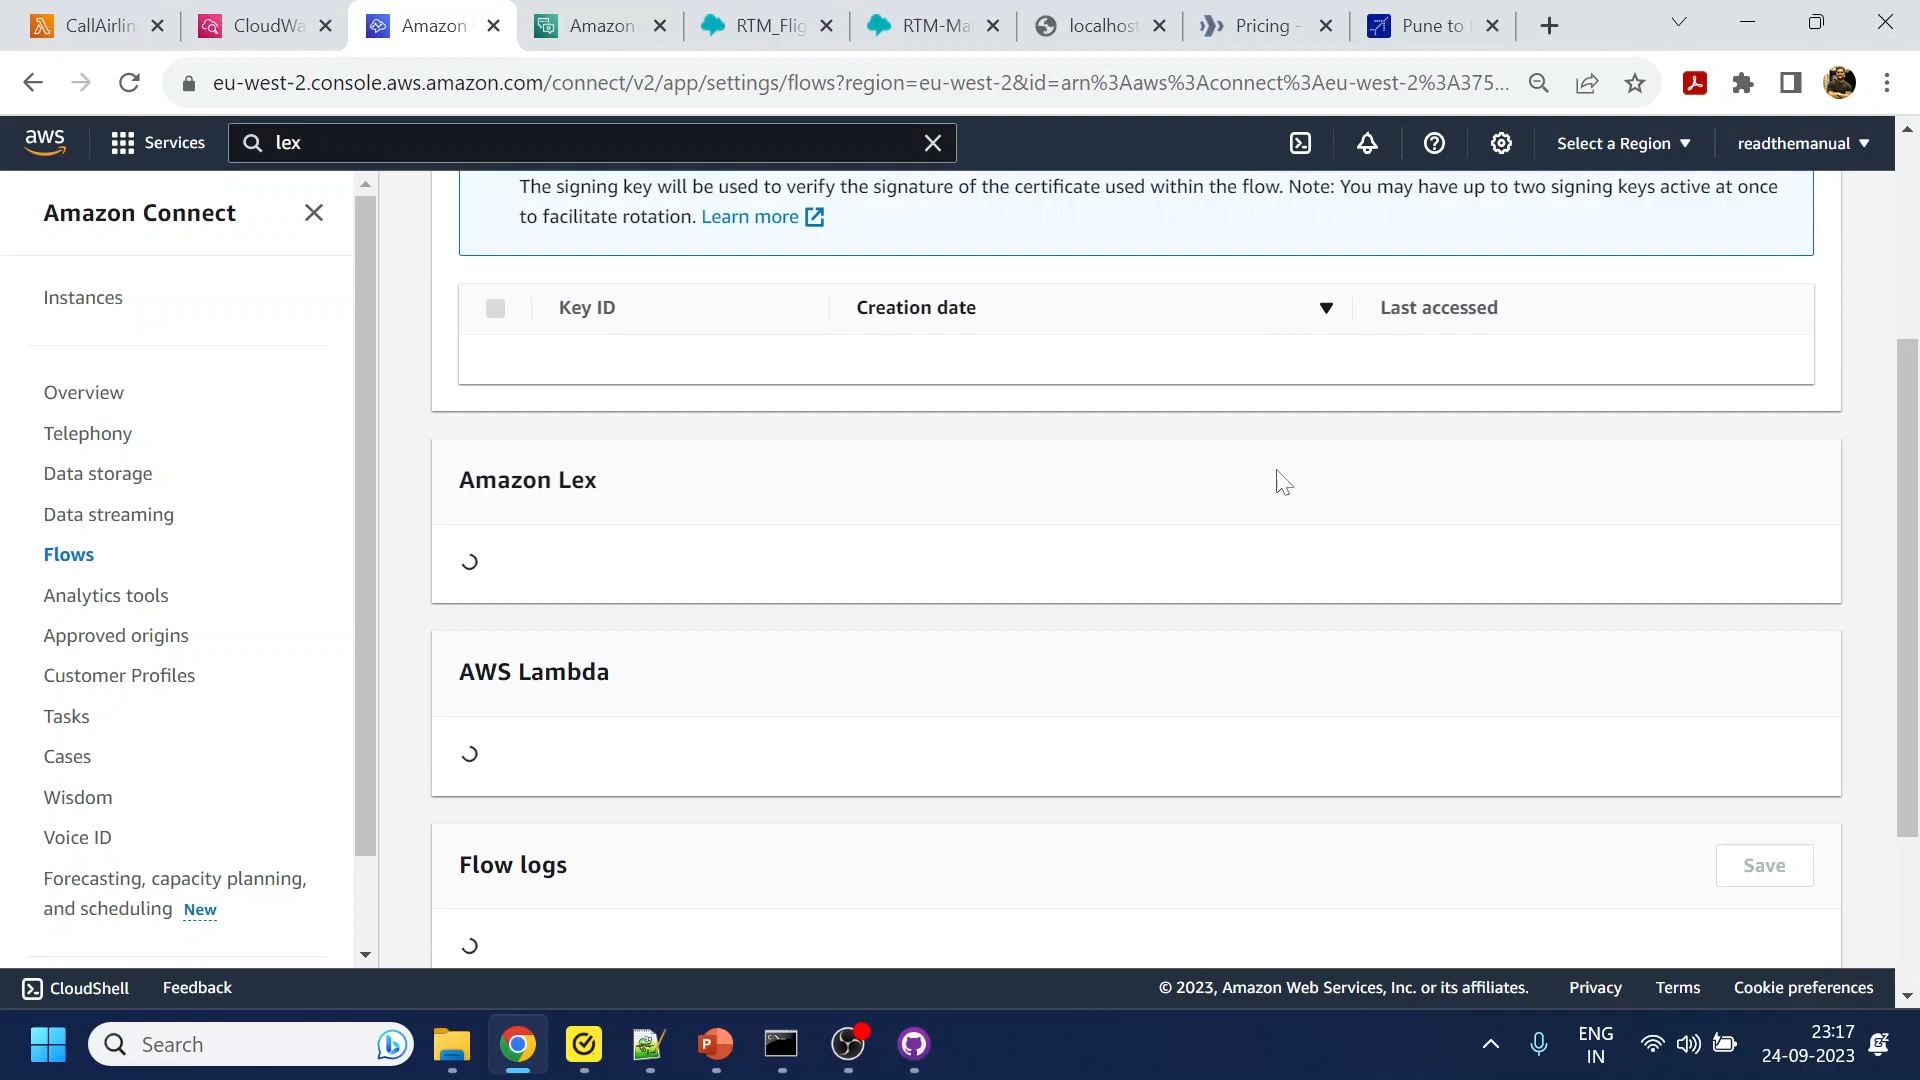 CallAirlin
CloudWa
Amazon
Amazon
RTM_Flig
RTM-Mai
localhost
Pricing -
Pune to
eu-west-2.console.aws.amazon.com/connect/v2/app/settings/flows?region=eu-west-2&id=arn%3Aaws%3Aconnect%3Aeu-west-2%3A375...
aws
Services
lex
Select a Region
readthemanual
Amazon Connect
Instances
Overview
Telephony
Data storage
Data streaming
Flows
Analytics tools
Approved origins
Customer Profiles
Tasks
Cases
Wisdom
Voice ID
Forecasting, capacity planning,
and scheduling New
The signing key will be used to verify the signature of the certificate used within the flow. Note: You may have up to two signing keys active at once
to facilitate rotation. Learn more
Key ID
Creation date
Last accessed
Amazon Lex
AWS Lambda
Flow logs
Save
CloudShell
Feedback
© 2023, Amazon Web Services, Inc. or its affiliates.
Privacy
Terms
Cookie preferences
Search
ENG
IN
23:17
24-09-2023